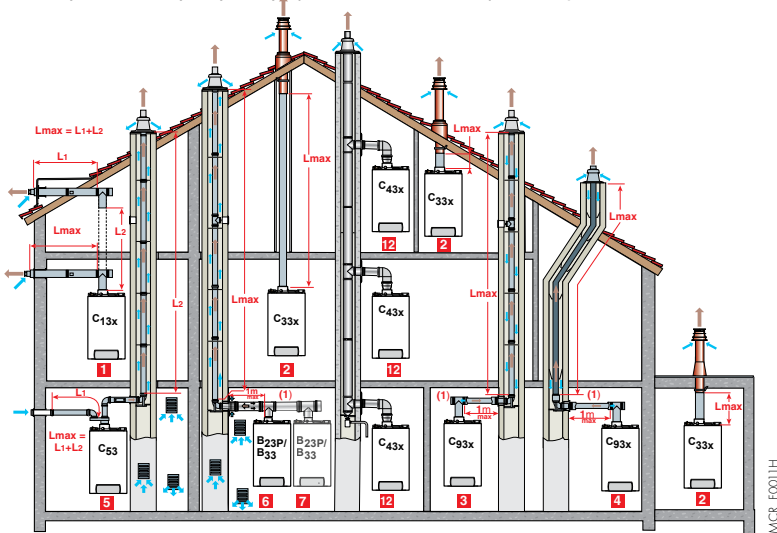 Lmax = L1+L2
L1
L2
Lmax
C13x
1
L2
Lmax
Lmax
C33x
2
C43x
12
Lmax
C33x
2
C43x
12
Lmax
Lmax
L1
Lmax =
L1+L2
C53
5
1m
max
(1)
B23P/
B33
6
B23P/
B33
7
C43x
12
(1)
1m
max
C93x
3
(1)
1m
max
C93x
4
Lmax
C33x
2
MCR_F0011H